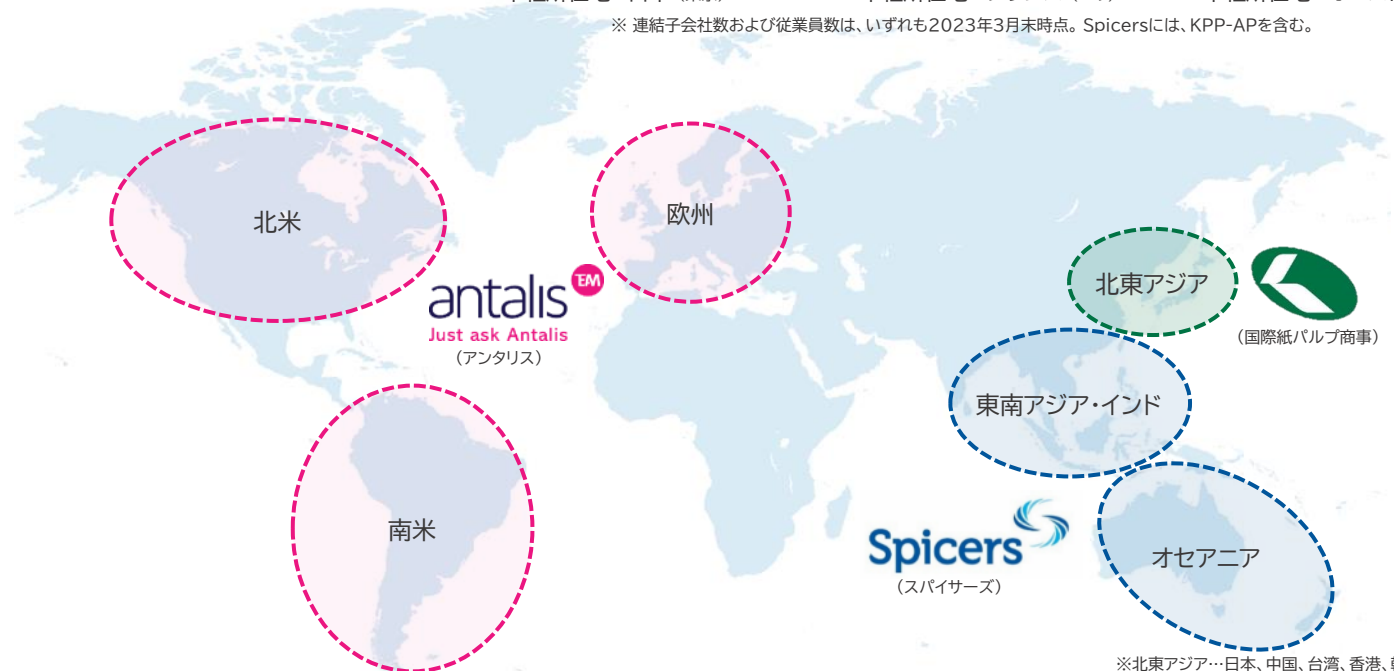 ※ 連結子会社数および従業員数は、いずれも2023年3月末時点。Spicersには、KPP-APを含む。
北米
欧州
北東アジア
antalis TM
Just ask Antalis
(アンタリス)
(国際紙パルプ商事)
東南アジア・インド
南米
Spicers
(スパイサーズ)
オセアニア
※北東アジア…日本、中国、台湾、香港、